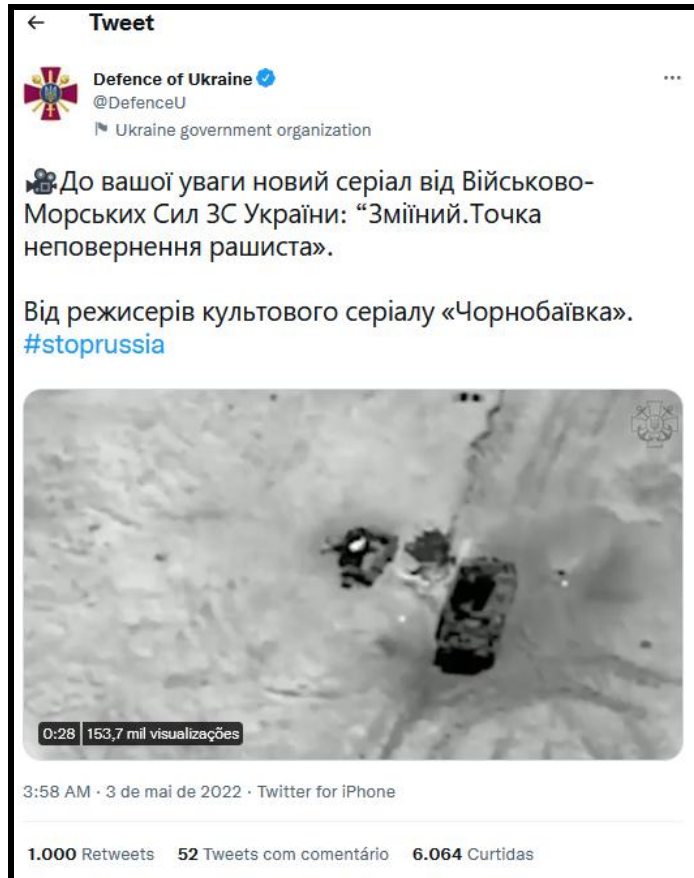 ← Tweet
Defence of Ukraine
@DefenceU
Ukraine government organization
До вашої уваги новий серіал від Військово-
Морських Сил ЗС України: “Зміїний.Точка
неповернення рашиста».
Від режисерів культового серіалу «Чорнобаївка».
#stoprussia
0:28 153,7 mil visualizações
3:58 AM · 3 de mai de 2022 · Twitter for iPhone
1.000 Retweets 52 Tweets com comentário 6.064 Curtidas